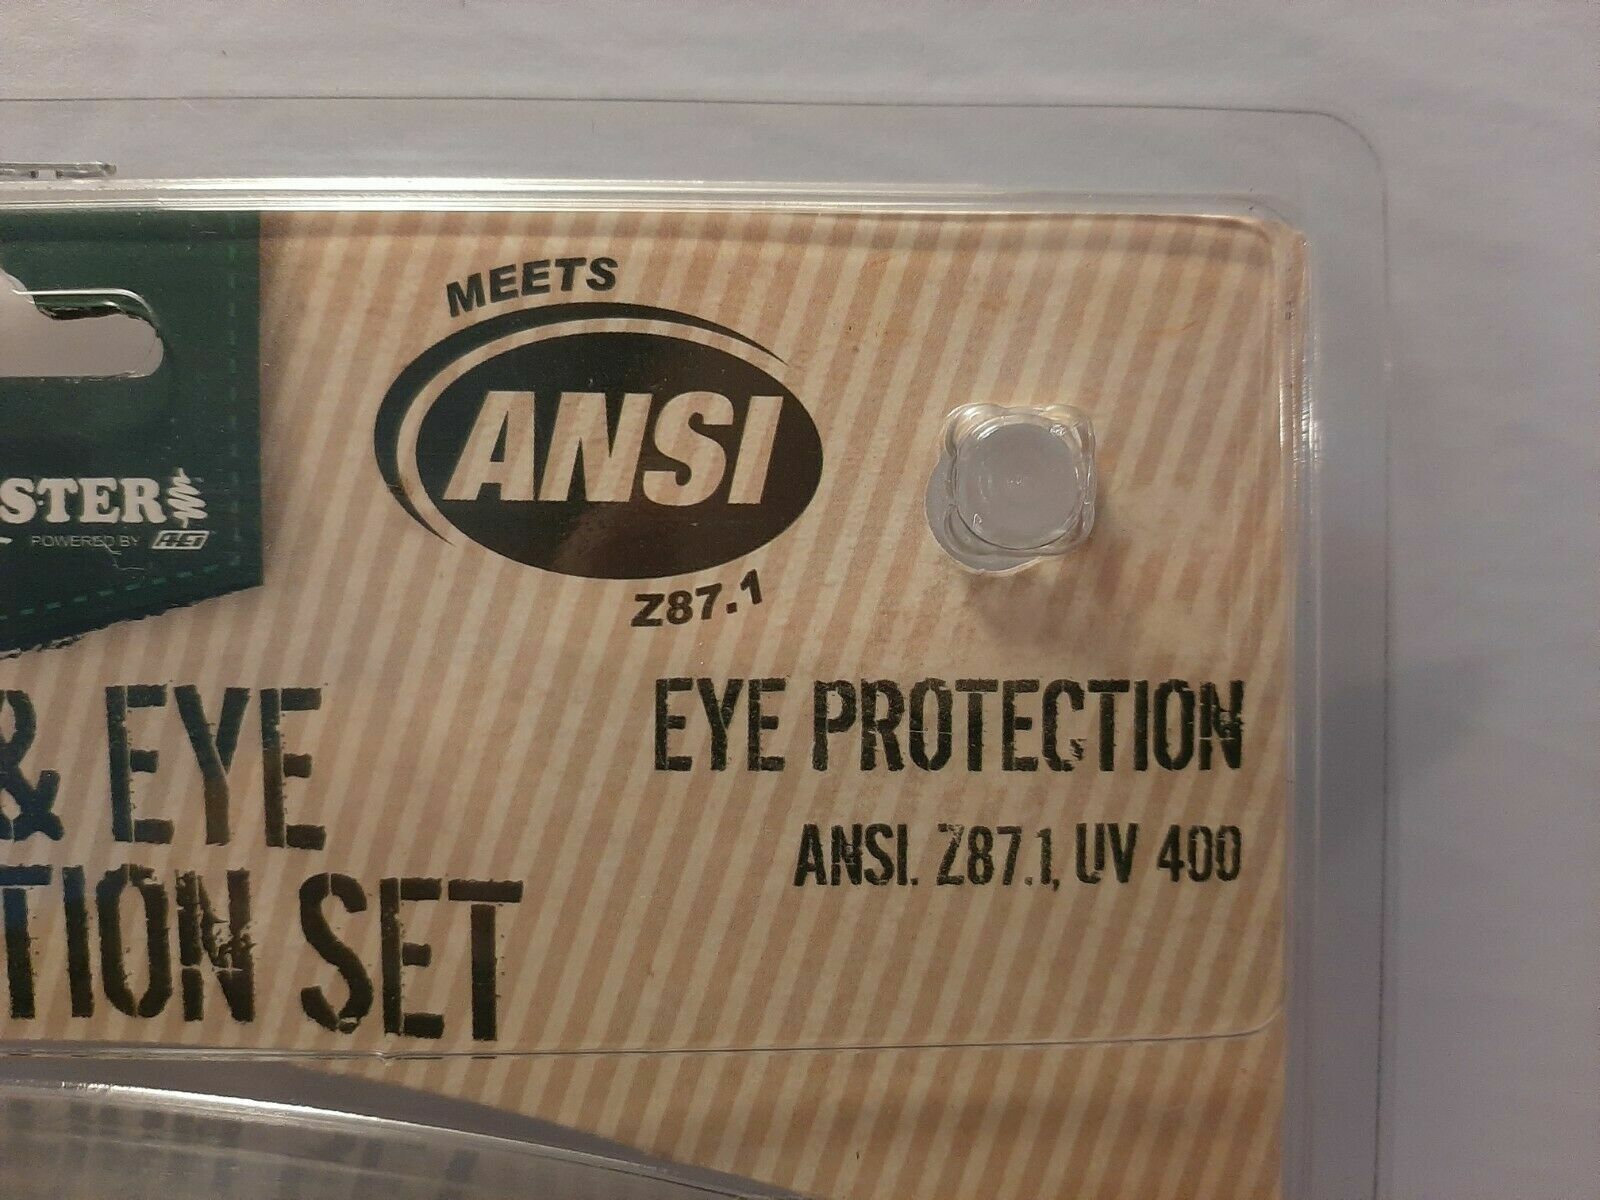 MEETS
ANSI
Z87.1
STER
POWERED BY
& EYE
TION SET
EYE PROTECTION
ANSI. Z87.1, UV 400